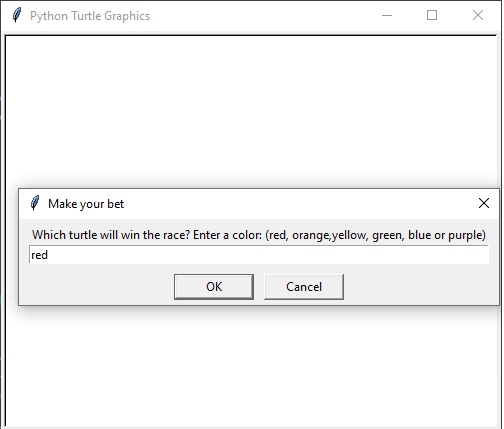 Python Turtle Graphics
Make your bet
Which turtle will win the race? Enter a color: (red, orange,yellow, green, blue or purple)
red
OK Cancel